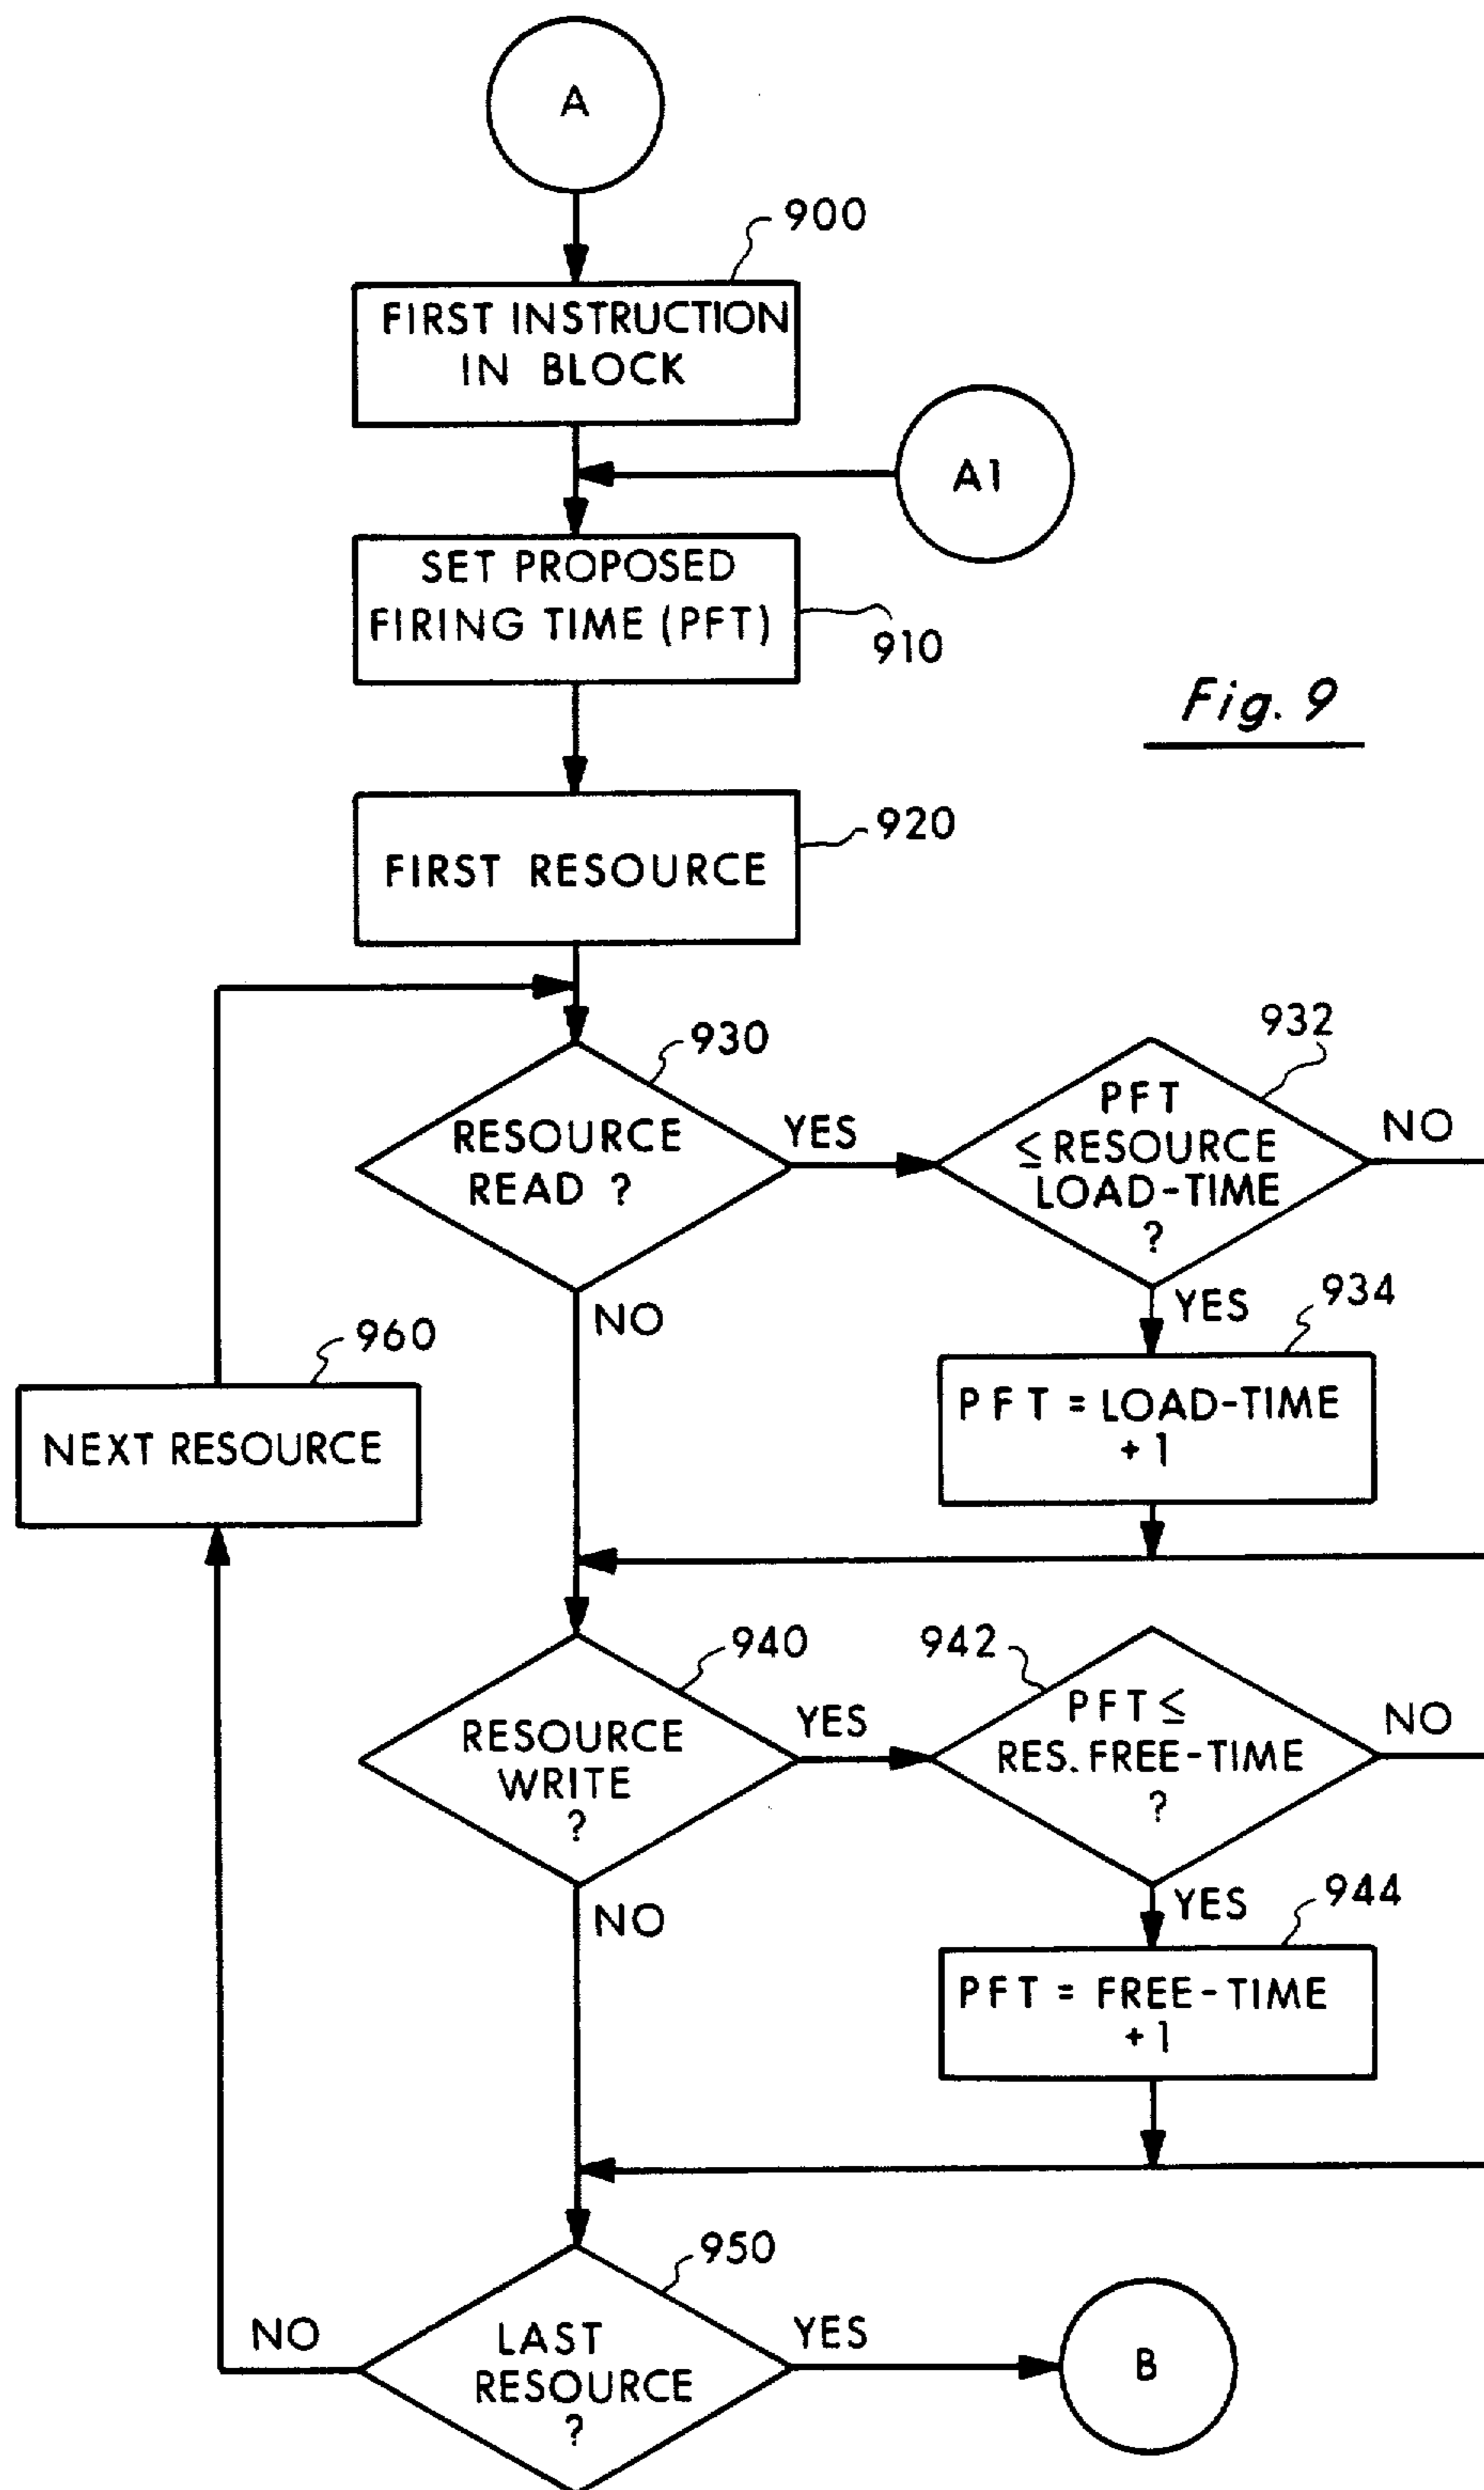 A
900
FIRST INSTRUCTION
IN BLOCK
A1
SET PROPOSED
FIRING TIME (PFT)
910
Fig. 9
920
FIRST RESOURCE
930
RESOURCE
READ ?
YES
NO
932
PFT
≤ RESOURCE
LOAD-TIME
?
NO
YES
934
PFT = LOAD-TIME
+1
960
NEXT RESOURCE
940
RESOURCE
WRITE
?
YES
NO
942
PFT ≤
RES. FREE-TIME
?
NO
YES
944
PFT = FREE-TIME
+1
950
LAST
RESOURCE
?
NO
YES
B